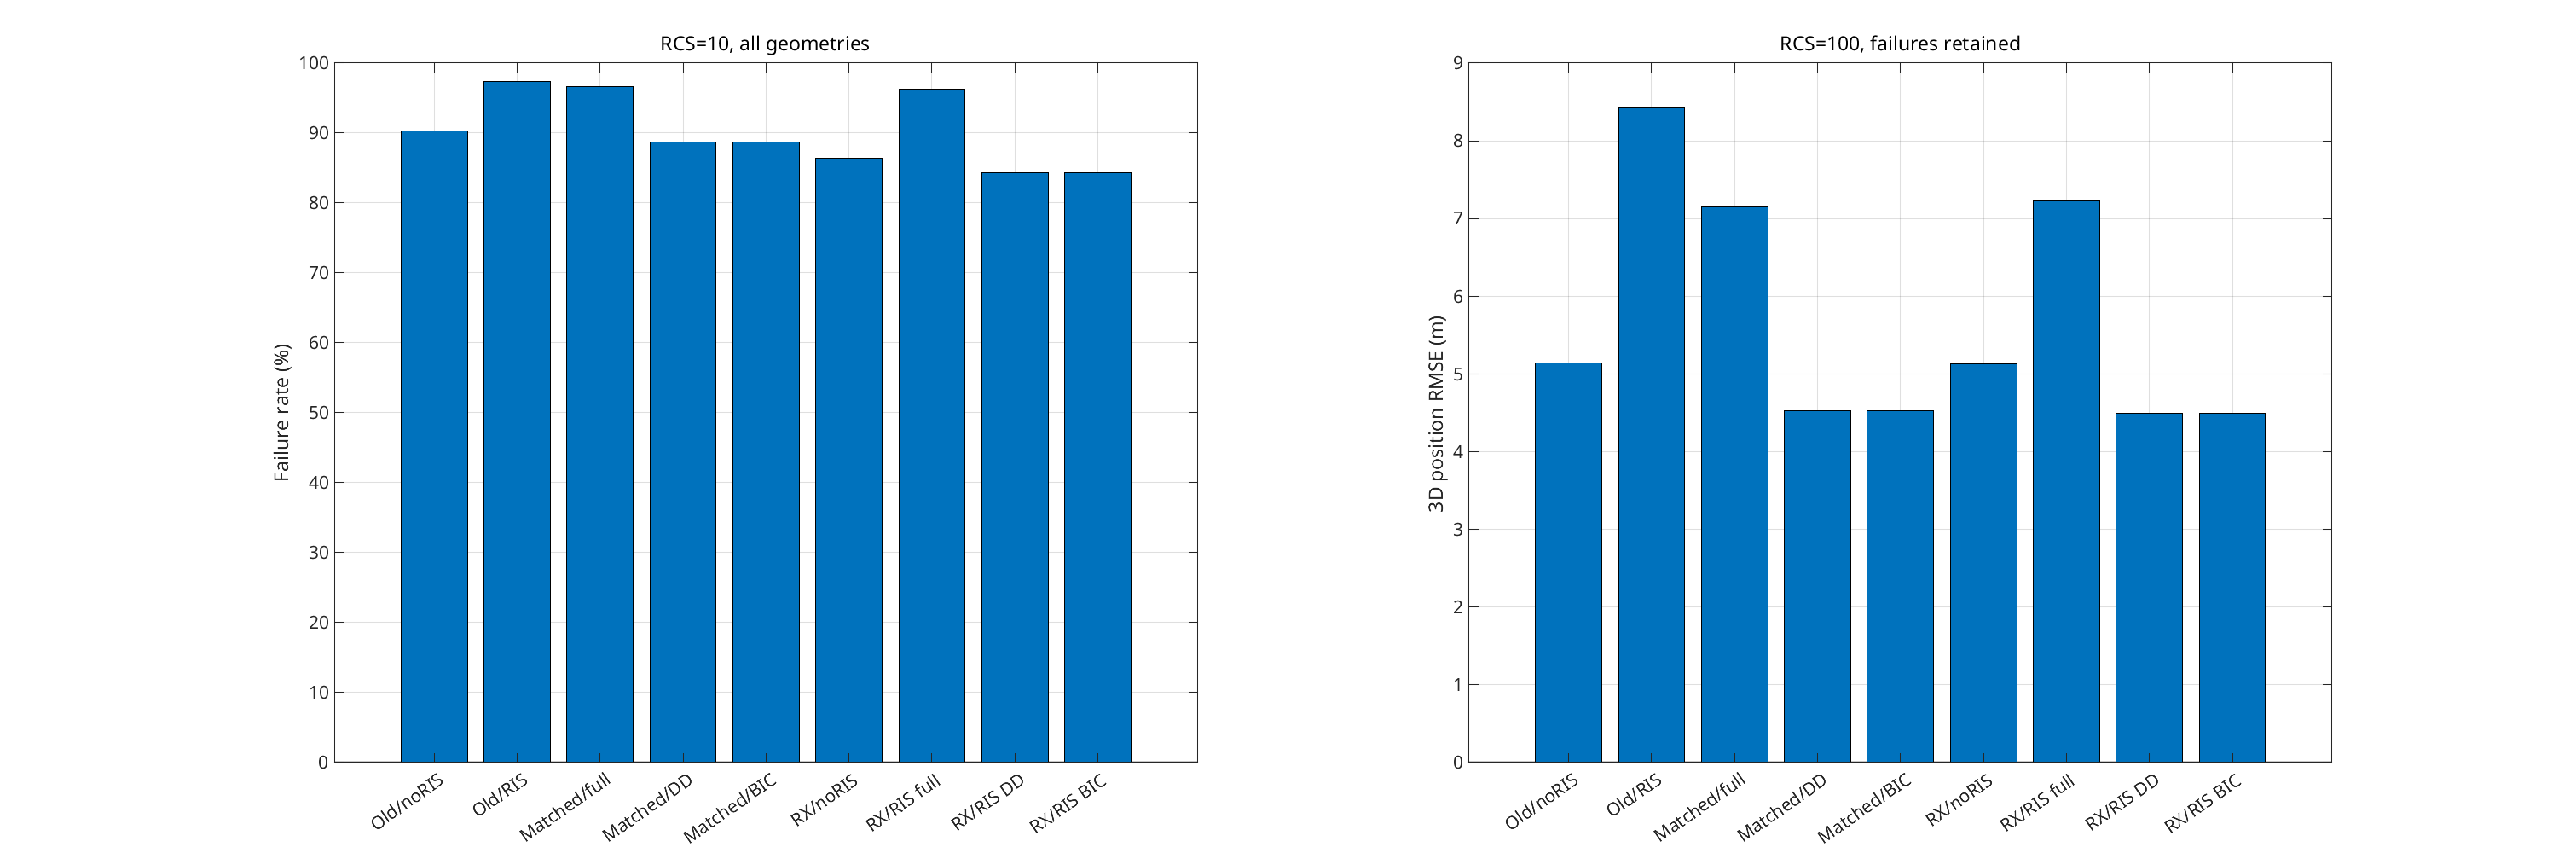 RCS=10, all geometries
Failure rate (%)
100
90
80
70
60
50
40
30
20
10
0
Old/noRIS
Old/RIS
Matched/full
Matched/DD
Matched/BIC
RX/noRIS
RX/RIS full
RX/RIS DD
RX/RIS BIC
RCS=100, failures retained
3D position RMSE (m)
9
8
7
6
5
4
3
2
1
0
Old/noRIS
Old/RIS
Matched/full
Matched/DD
Matched/BIC
RX/noRIS
RX/RIS full
RX/RIS DD
RX/RIS BIC